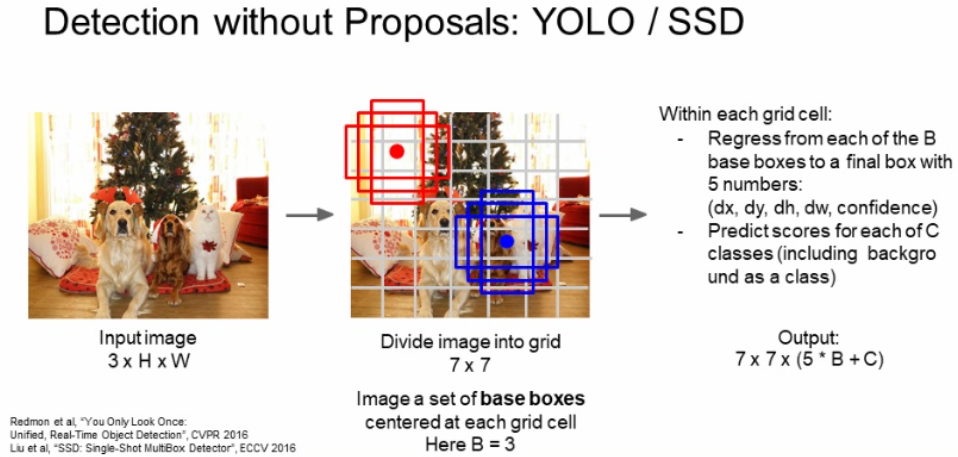 Detection without Proposals: YOLO / SSD
Input image
3 x H x W
Redmon et al, "You Only Look Once:
Unified, Real-Time Object Detection", CVPR 2016
Liu et al, "SSD: Single-Shot MultiBox Detector", ECCV 2016
Divide image into grid
7 x 7
Image a set of base boxes
centered at each grid cell
Here B = 3
Within each grid cell:
- Regress from each of the B
base boxes to a final box with
5 numbers:
(dx, dy, dh, dw, confidence)
- Predict scores for each of C
classes (including backgro
und as a class)
Output:
7 x 7 x (5 * B + C)